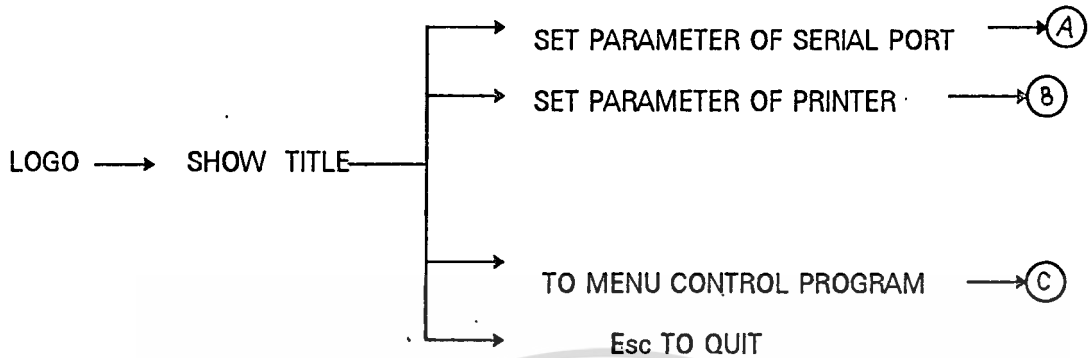 SET PARAMETER OF SERIAL PORT A
SET PARAMETER OF PRINTER B
LOGO SHOW TITLE
TO MENU CONTROL PROGRAM C
Esc TO QUIT